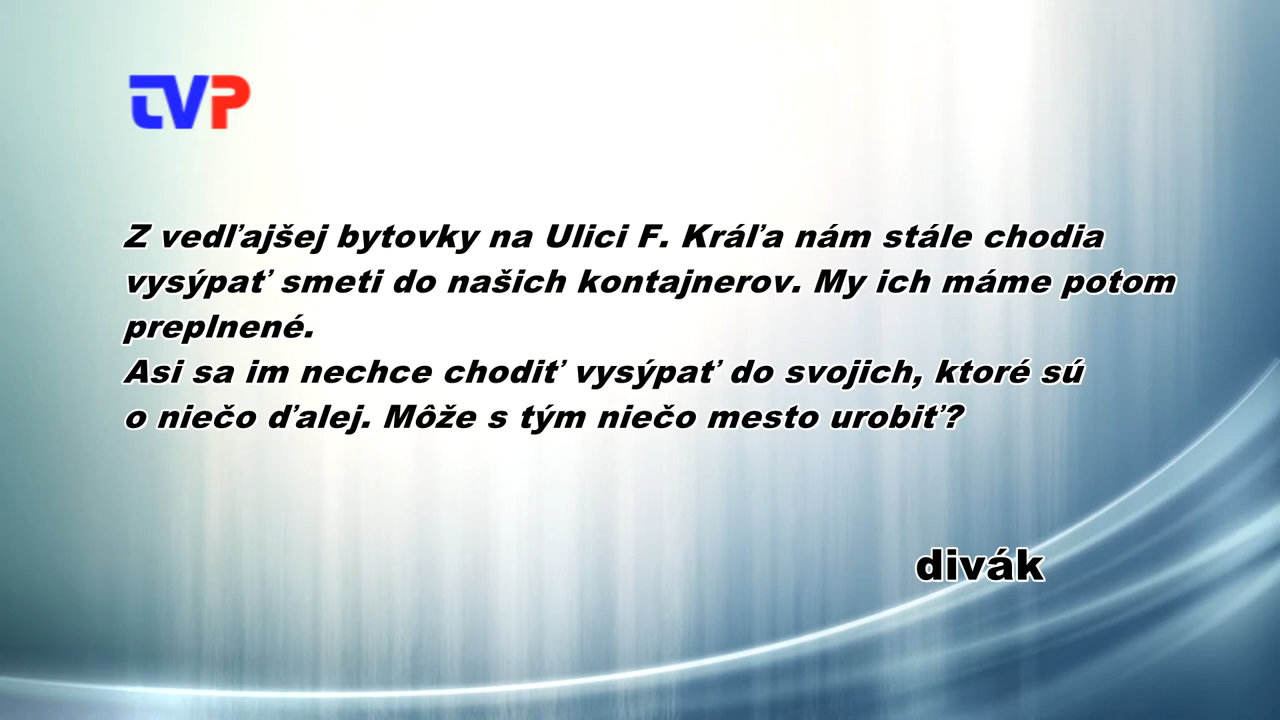 TVP
Z vedľajšej bytovky na Ulici F. Kráľa nám stále chodia
vysýpať smeti do našich kontajnerov. My ich máme potom
preplnené.
Asi sa im nechce chodiť vysýpať do svojich, ktoré sú
o niečo ďalej. Môže s tým niečo mesto urobiť?
divák